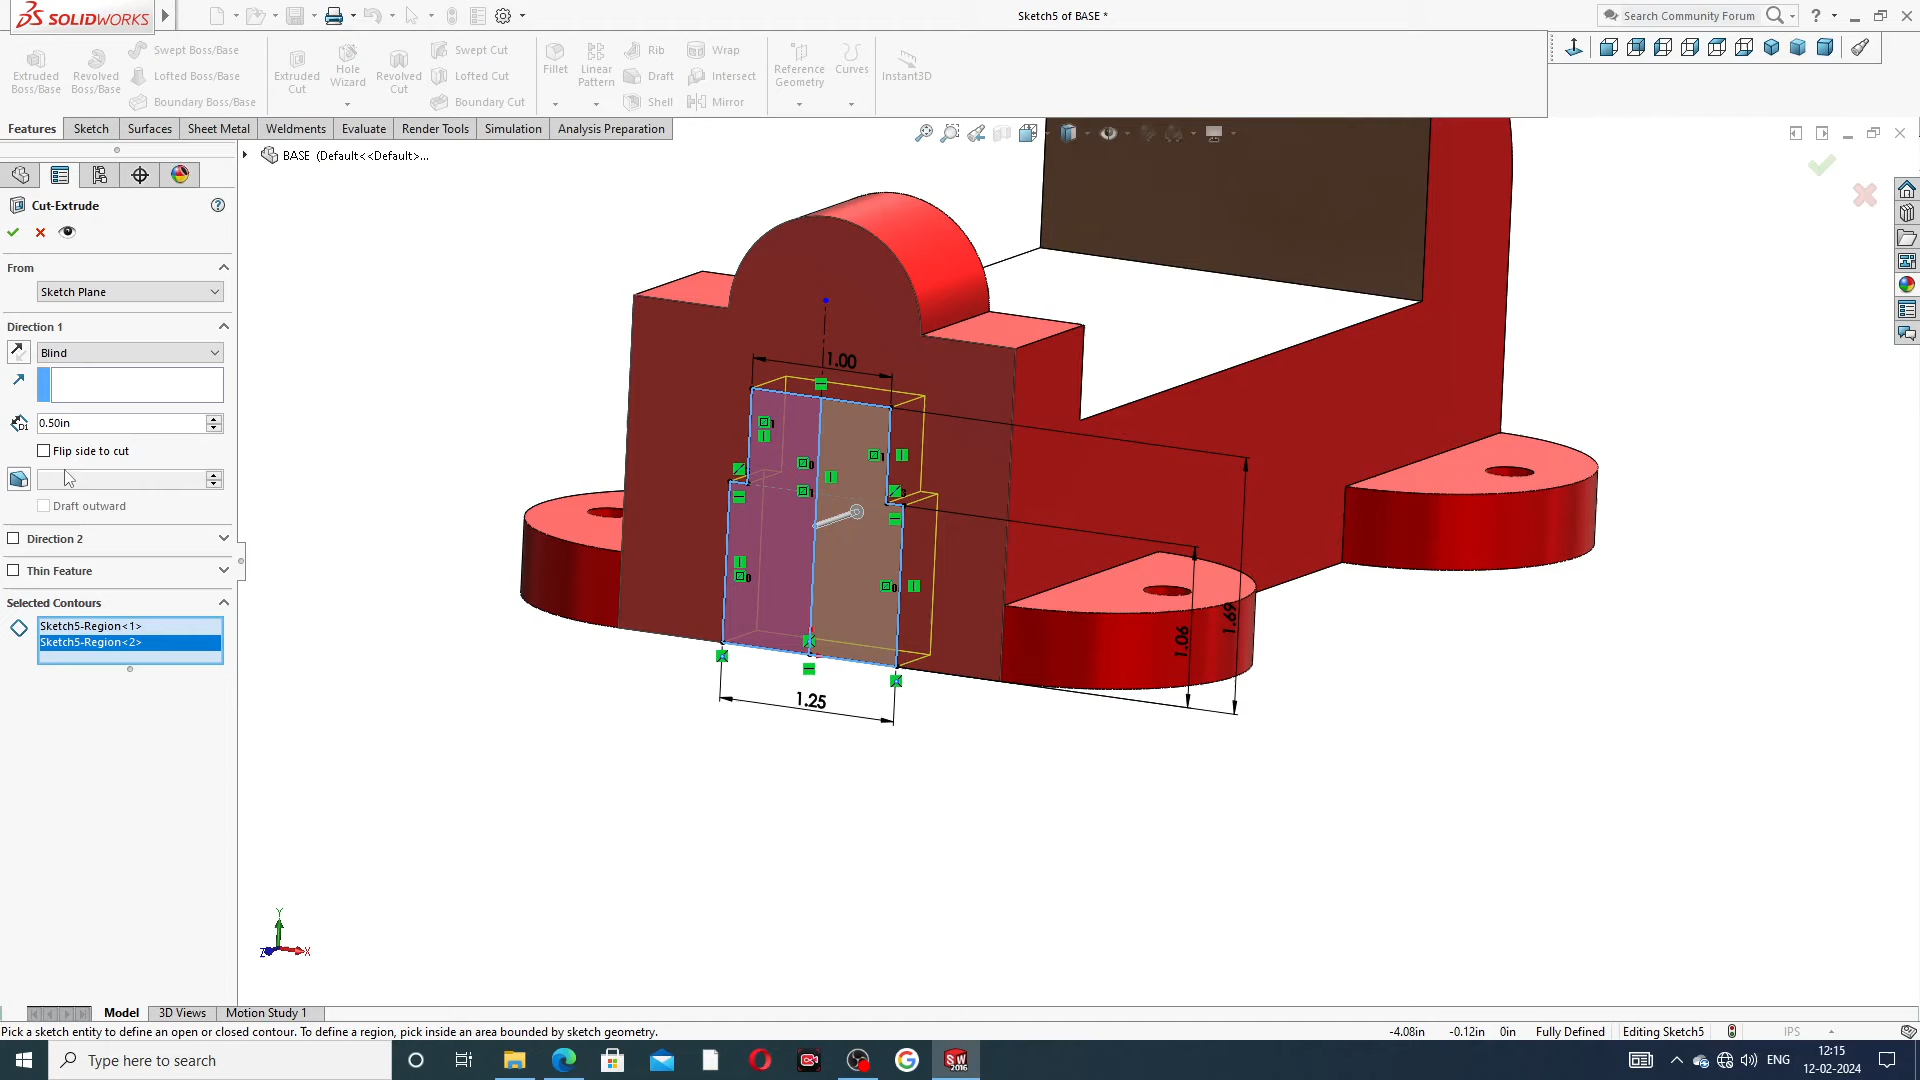 SOLIDWORKS
Sketch5 of BASE *
Search Community Forum
Extruded Boss/Base
Revolved Boss/Base
Swept Boss/Base
Lofted Boss/Base
Boundary Boss/Base
Extruded Cut
Hole Wizard
Revolved Cut
Swept Cut
Lofted Cut
Boundary Cut
Fillet
Linear Pattern
Rib
Draft
Shell
Wrap
Intersect
Mirror
Reference Geometry
Curves
Instant3D
Features
Sketch
Surfaces
Sheet Metal
Weldments
Evaluate
Render Tools
Simulation
Analysis Preparation
BASE (Default<<Default>...
Cut-Extrude
From
Sketch Plane
Direction 1
Blind
0.50in
Flip side to cut
Draft outward
Direction 2
Thin Feature
Selected Contours
Sketch5-Region<1>
Sketch5-Region<2>
1.00
1.25
1.06
1.69
Y
X
Z
Model
3D Views
Motion Study 1
Pick a sketch entity to define an open or closed contour. To define a region, pick inside an area bounded by sketch geometry.
-4.08in
-0.12in
0in
Fully Defined
Editing Sketch5
IPS
Type here to search
SW
2016
ENG
12:15
12-02-2024